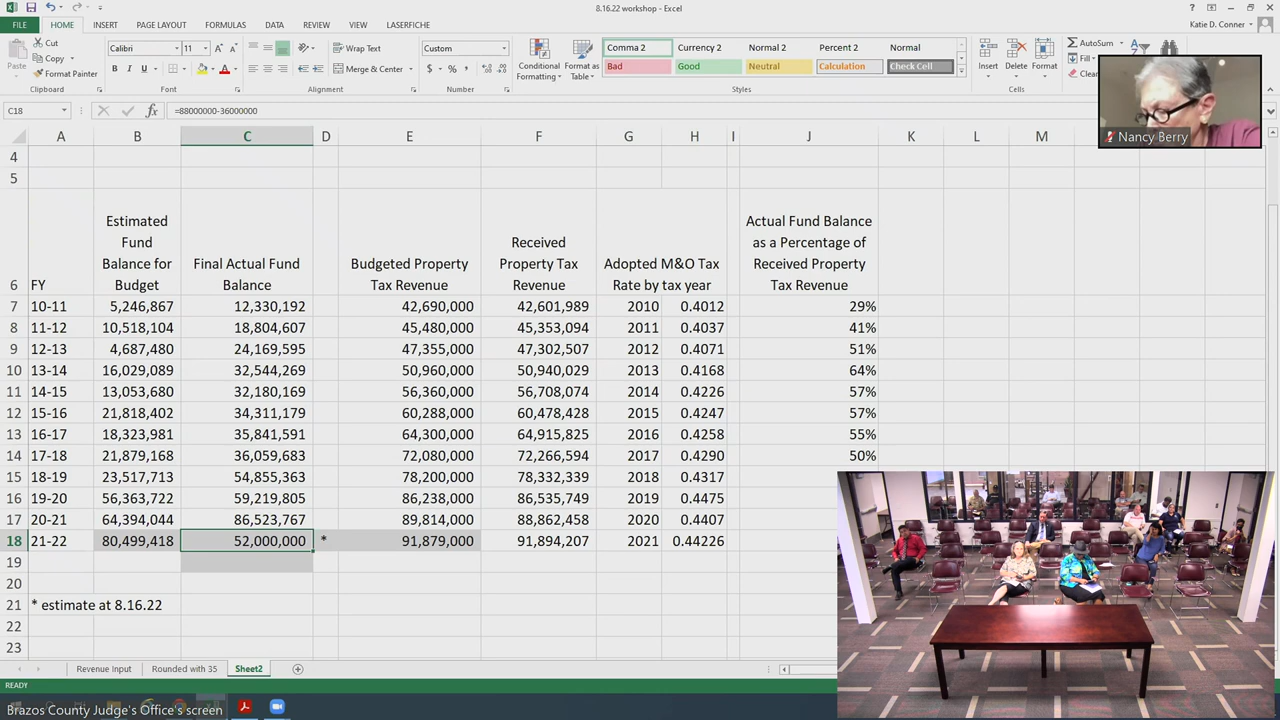 8.16.22 workshop - Excel
Katie D. Conner
FILE HOME INSERT PAGE LAYOUT FORMULAS DATA REVIEW VIEW LASERFICHE
Paste
Cut
Copy
Format Painter
Clipboard
Calibri 11
B I U
Font
Wrap Text
Merge & Center
Alignment
Custom
$ % ,
Number
Conditional Formatting
Format as Table
Comma 2 Currency 2 Normal 2 Percent 2 Normal
Bad Good Neutral Calculation Check Cell
Styles
Insert Delete Format
Cells
AutoSum
Fill
Clea
Nancy Berry
C18 =88000000-36000000
A B C D E F G H I J K L M
4
5
6 FY Estimated Fund Balance for Budget Final Actual Fund Balance Budgeted Property Tax Revenue Received Property Tax Revenue Adopted M&O Tax Rate by tax year Actual Fund Balance as a Percentage of Received Property Tax Revenue
7 10-11 5,246,867 12,330,192 42,690,000 42,601,989 2010 0.4012 29%
8 11-12 10,518,104 18,804,607 45,480,000 45,353,094 2011 0.4037 41%
9 12-13 4,687,480 24,169,595 47,355,000 47,302,507 2012 0.4071 51%
10 13-14 16,029,089 32,544,269 50,960,000 50,940,029 2013 0.4168 64%
11 14-15 13,053,680 32,180,169 56,360,000 56,708,074 2014 0.4226 57%
12 15-16 21,818,402 34,311,179 60,288,000 60,478,428 2015 0.4247 57%
13 16-17 18,323,981 35,841,591 64,300,000 64,915,825 2016 0.4258 55%
14 17-18 21,879,168 36,059,683 72,080,000 72,266,594 2017 0.4290 50%
15 18-19 23,517,713 54,855,363 78,200,000 78,332,339 2018 0.4317
16 19-20 56,363,722 59,219,805 86,238,000 86,535,749 2019 0.4475
17 20-21 64,394,044 86,523,767 89,814,000 88,862,458 2020 0.4407
18 21-22 80,499,418 52,000,000 * 91,879,000 91,894,207 2021 0.44226
19
20
21 * estimate at 8.16.22
22
23
Revenue Input Rounded with 35 Sheet2
READY
Brazos County Judge's Office's screen